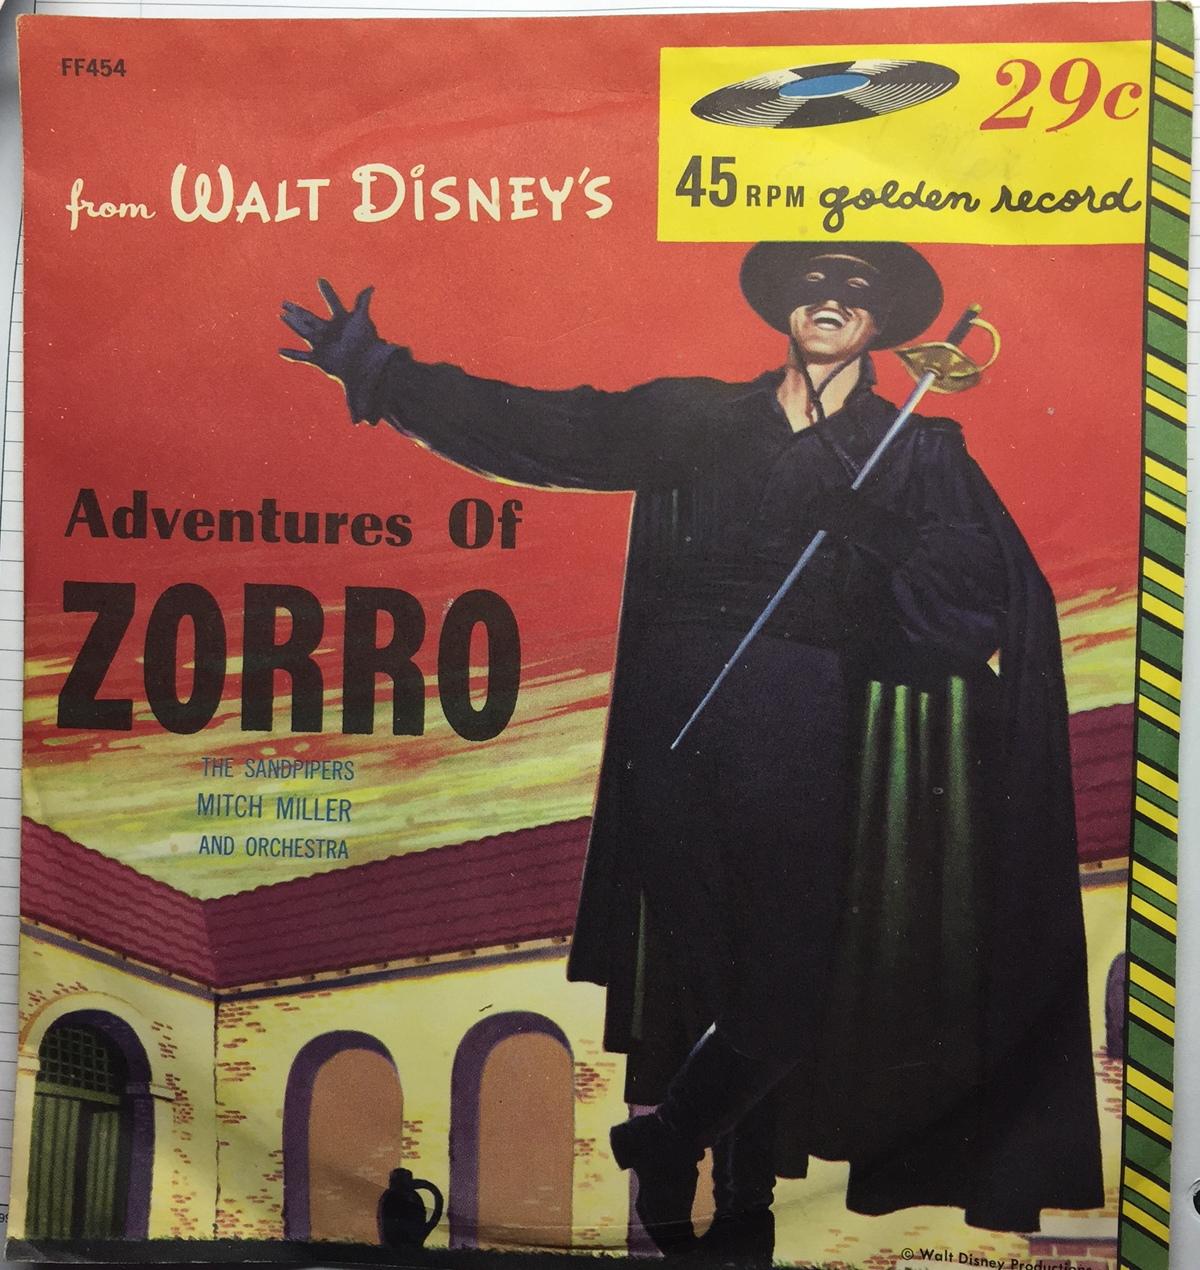 FF454
29c
45 RPM golden record
from WALT DISNEY'S
Adventures Of
ZORRO
THE SANDPIPERS
MITCH MILLER
AND ORCHESTRA
© Walt Disney Productions